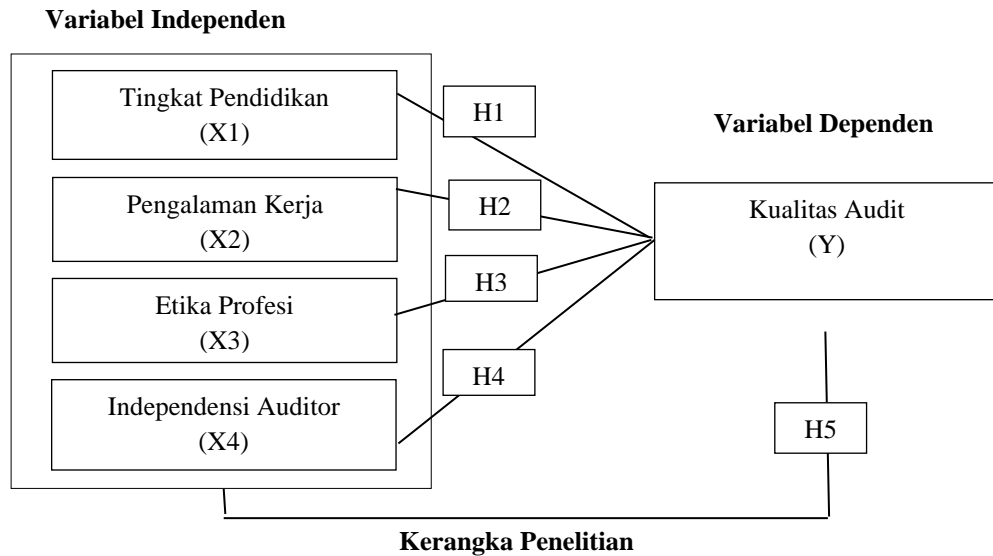 Variabel Independen
Tingkat Pendidikan
(X1)
H1
Variabel Dependen
Pengalaman Kerja
(X2)
H2
Kualitas Audit
(Y)
Etika Profesi
(X3)
H3
Independensi Auditor
(X4)
H4
H5
Kerangka Penelitian